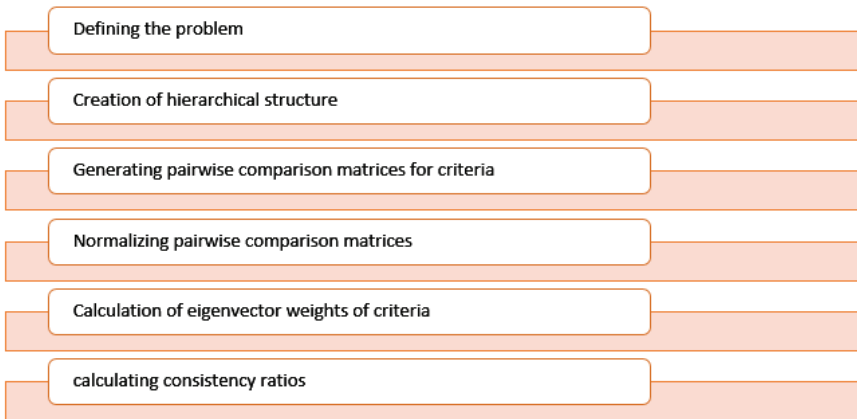 Defining the problem
Creation of hierarchical structure
Generating pairwise comparison matrices for criteria
Normalizing pairwise comparison matrices
Calculation of eigenvector weights of criteria
calculating consistency ratios